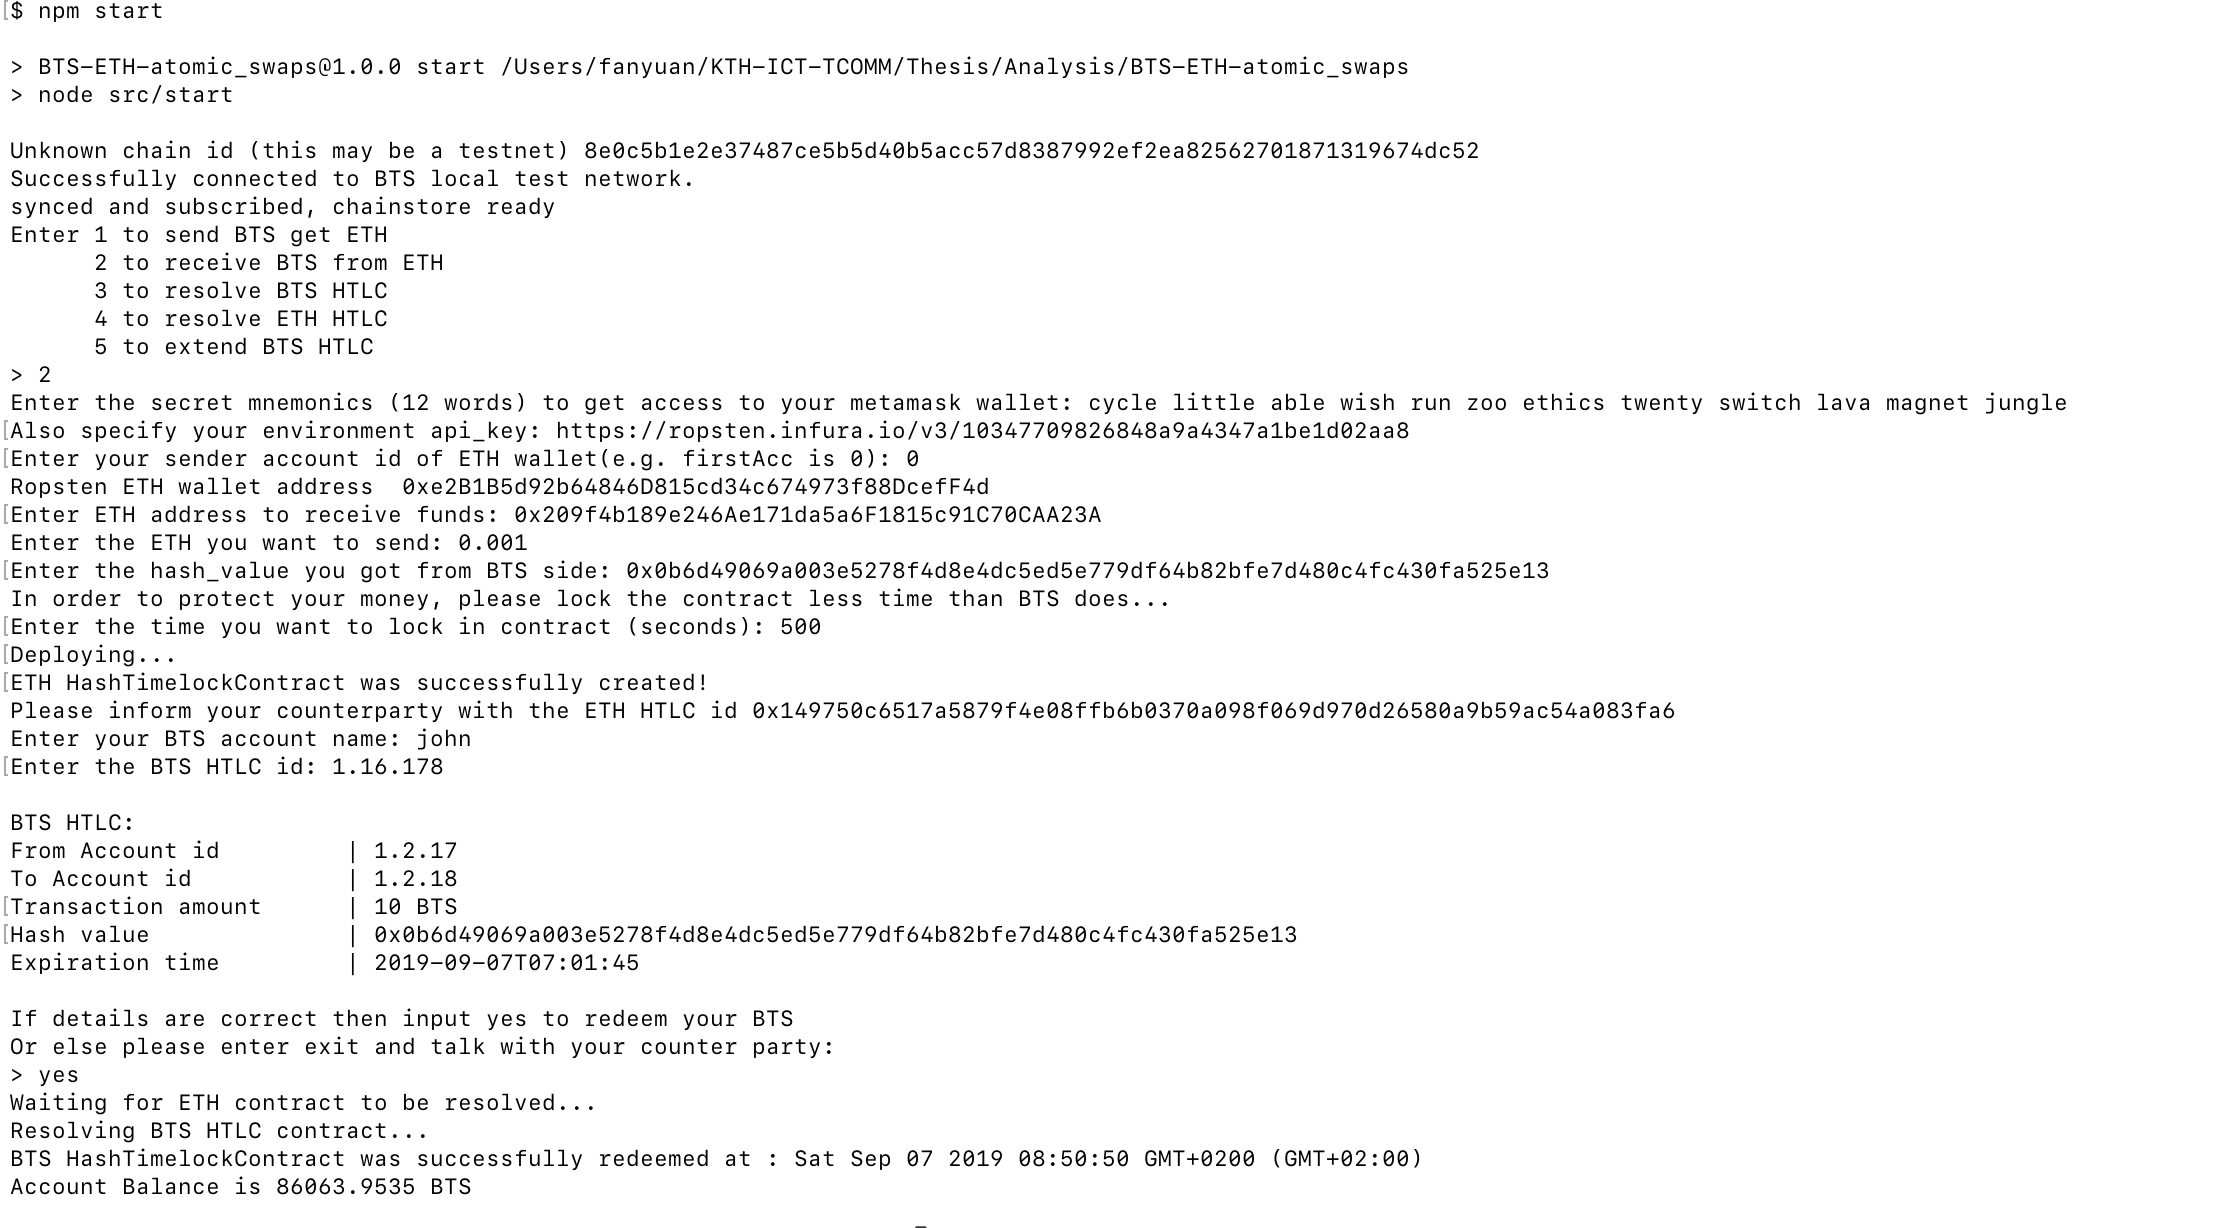 $ npm start
> BTS-ETH-atomic_swaps@1.0.0 start /Users/fanyuan/KTH-ICT-TCOMM/Thesis/Analysis/BTS-ETH-atomic_swaps
> node src/start
Unknown chain id (this may be a testnet) 8e0c5b1e2e37487ce5b5d40b5acc57d8387992ef2ea82562701871319674dc52
Successfully connected to BTS local test network.
synced and subscribed, chainstore ready
Enter 1 to send BTS get ETH
2 to receive BTS from ETH
3 to resolve BTS HTLC
4 to resolve ETH HTLC
5 to extend BTS HTLC
> 2
Enter the secret mnemonics (12 words) to get access to your metamask wallet: cycle little able wish run zoo ethics twenty switch lava magnet jungle
Also specify your environment api_key: https://ropsten.infura.io/v3/10347709826848a9a4347a1be1d02aa8
Enter your sender account id of ETH wallet(e.g. firstAcc is 0): 0
Ropsten ETH wallet address  0xe2B1B5d92b64846D815cd34c674973f88DcefF4d
Enter ETH address to receive funds: 0x209f4b189e246Ae171da5a6F1815c91C70CAA23A
Enter the ETH you want to send: 0.001
Enter the hash_value you got from BTS side: 0x0b6d49069a003e5278f4d8e4dc5ed5e779df64b82bfe7d480c4fc430fa525e13
In order to protect your money, please lock the contract less time than BTS does...
Enter the time you want to lock in contract (seconds): 500
Deploying...
ETH HashTimelockContract was successfully created!
Please inform your counterparty with the ETH HTLC id 0x149750c6517a5879f4e08ffb6b0370a098f069d970d26580a9b59ac54a083fa6
Enter your BTS account name: john
Enter the BTS HTLC id: 1.16.178
BTS HTLC:
From Account id | 1.2.17
To Account id | 1.2.18
Transaction amount | 10 BTS
Hash value | 0x0b6d49069a003e5278f4d8e4dc5ed5e779df64b82bfe7d480c4fc430fa525e13
Expiration time | 2019-09-07T07:01:45
If details are correct then input yes to redeem your BTS
Or else please enter exit and talk with your counter party:
> yes
Waiting for ETH contract to be resolved...
Resolving BTS HTLC contract...
BTS HashTimelockContract was successfully redeemed at : Sat Sep 07 2019 08:50:50 GMT+0200 (GMT+02:00)
Account Balance is 86063.9535 BTS